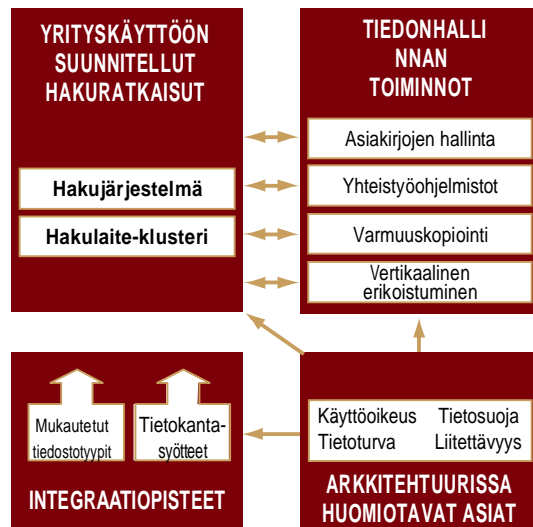 YRITYSKÄYTTÖÖN
SUUNNITELLUT
HAKURATKAISUT
Hakujärjestelmä
Hakulaite-klusteri
TIEDONHALLI
NNAN
TOIMINNOT
Asiakirjojen hallinta
Yhteistyöohjelmistot
Varmuuskopiointi
Vertikaalinen
erikoistuminen
Mukautetut
tiedostotyypit
Tietokanta-
syötteet
INTEGRAATIOPISTEET
Käyttöoikeus Tietosuoja
Tietoturva Liitettävyys
ARKKITEHTUURISSA
HUOMIOTAVAT ASIAT